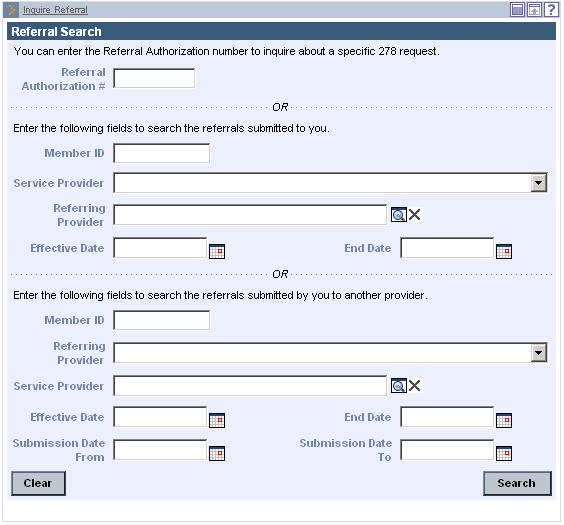 Inquire Referral
?
Referral Search
You can enter the Referral Authorization number to inquire about a specific 278 request.
Referral
Authorization #
OR
Enter the following fields to search the referrals submitted to you.
Member ID
Service Provider
Referring
Provider
Effective Date End Date
OR
Enter the following fields to search the referrals submitted by you to another provider.
Member ID
Referring
Provider
Service Provider
Effective Date End Date
Submission Date Submission Date
From To
Clear Search